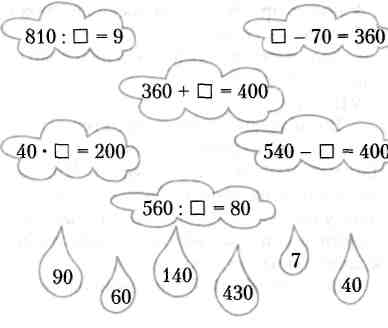 810 : □ = 9
□ – 70 = 360
360 + □ = 400
40 · □ = 200
540 – □ = 400
560 : □ = 80
90
60
140
430
7
40